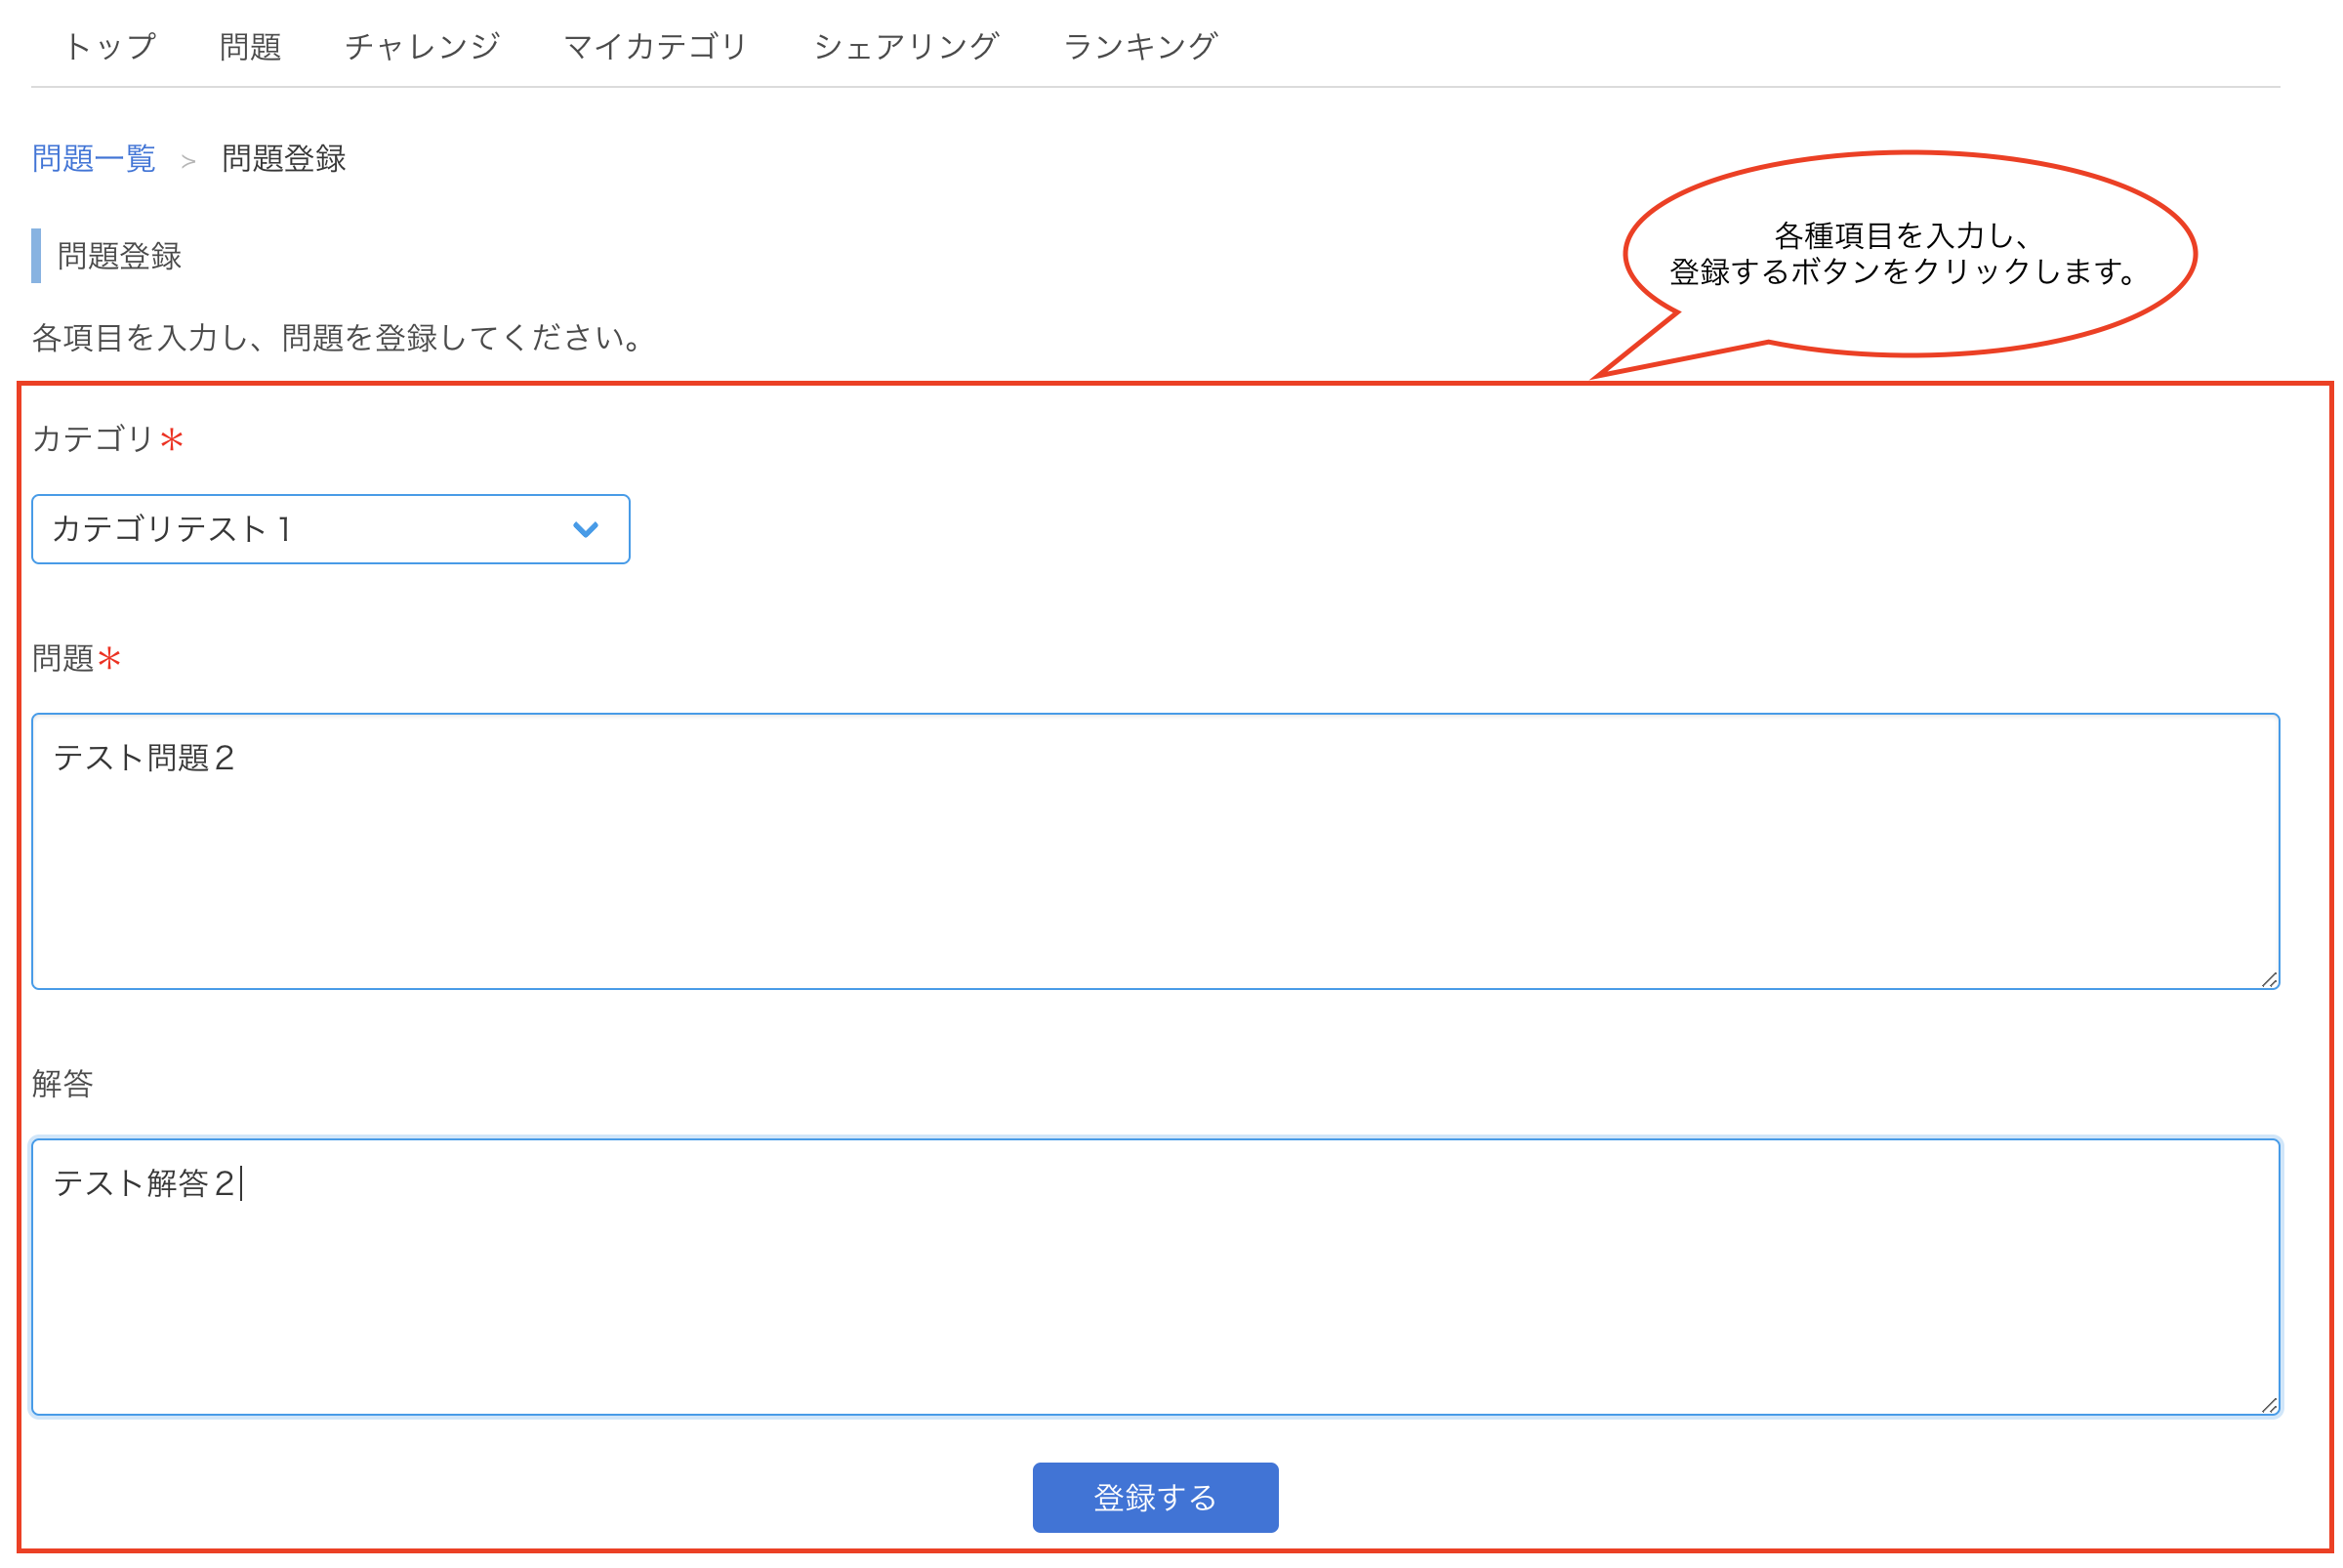 トップ 問題 チャレンジ マイカテゴリ シェアリング ランキング
問題一覧 > 問題登録
問題登録
各種項目を入力し、
登録するボタンをクリックします。
各項目を入力し、問題を登録してください。
カテゴリ＊
カテゴリテスト１
問題＊
テスト問題２
解答
テスト解答２
登録する